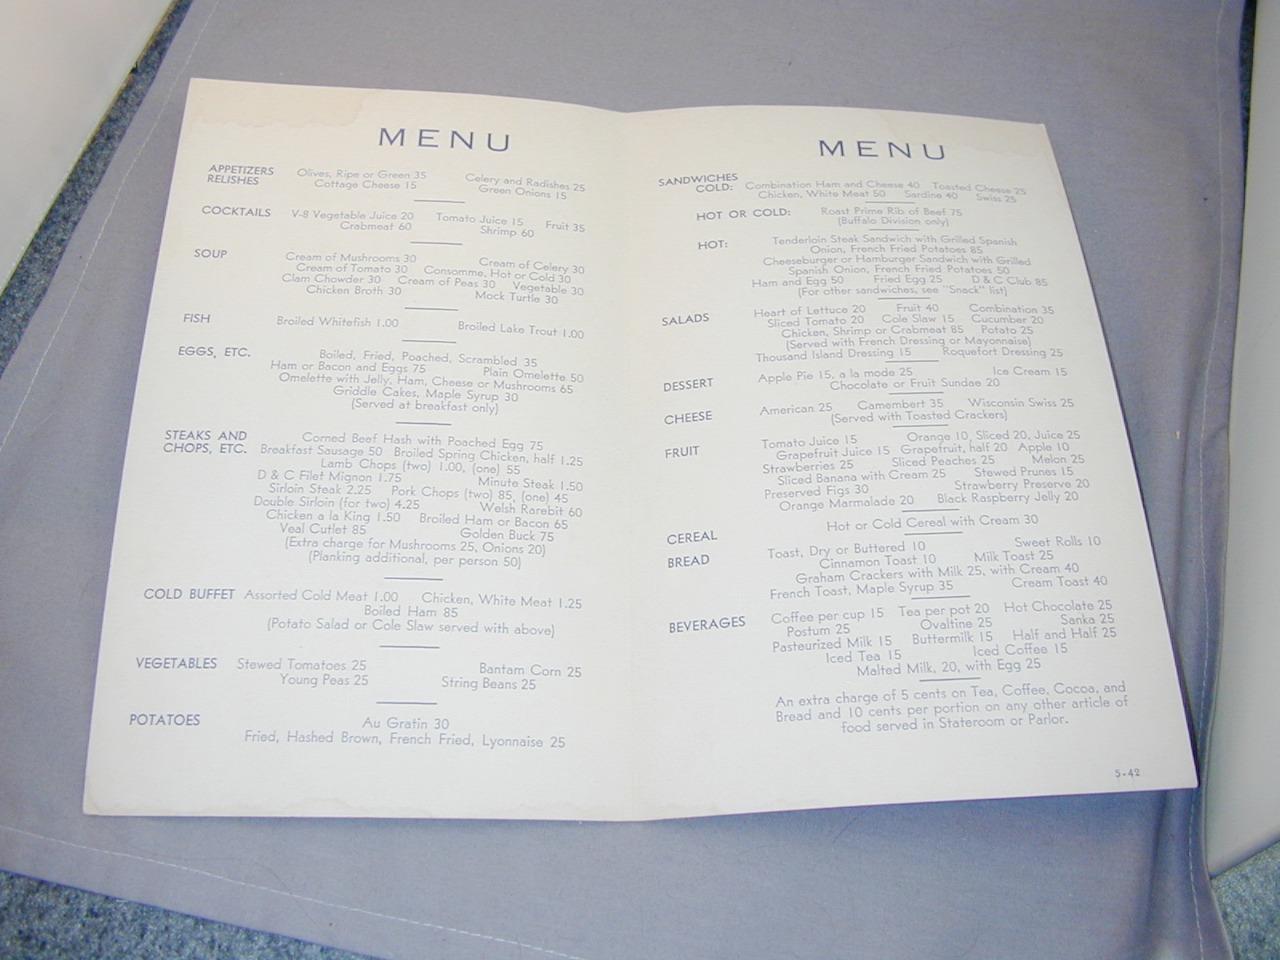 MENU
APPETIZERS
RELISHES
Olives, Ripe or Green 35 Celery and Radishes 25
Cottage Cheese 15 Green Onions 15
COCKTAILS
V-8 Vegetable Juice 20 Tomato Juice 15 Fruit 35
Crabmeat 60 Shrimp 60
SOUP
Cream of Mushrooms 30 Cream of Celery 30
Cream of Tomato 30 Consomme, Hot or Cold 30
Clam Chowder 30 Cream of Peas 30 Vegetable 30
Chicken Broth 30 Mock Turtle 30
FISH
Broiled Whitefish 1.00 Broiled Lake Trout 1.00
EGGS, ETC.
Boiled, Fried, Poached, Scrambled 35
Ham or Bacon and Eggs 75 Plain Omelette 50
Omelette with Jelly, Ham, Cheese or Mushrooms 65
Griddle Cakes, Maple Syrup 30
(Served at breakfast only)
STEAKS AND
CHOPS, ETC.
Corned Beef Hash with Poached Egg 75
Breakfast Sausage 50 Broiled Spring Chicken, half 1.25
Lamb Chops (two) 1.00, (one) 55
D & C Filet Mignon 1.75 Minute Steak 1.50
Sirloin Steak 2.25 Pork Chops (two) 85, (one) 45
Double Sirloin (for two) 4.25 Welsh Rarebit 60
Chicken a la King 1.50 Broiled Ham or Bacon 65
Veal Cutlet 85 Golden Buck 75
(Extra charge for Mushrooms 25, Onions 20)
(Planking additional, per person 50)
COLD BUFFET
Assorted Cold Meat 1.00 Chicken, White Meat 1.25
Boiled Ham 85
(Potato Salad or Cole Slaw served with above)
VEGETABLES
Stewed Tomatoes 25 Bantam Corn 25
Young Peas 25 String Beans 25
POTATOES
Au Gratin 30
Fried, Hashed Brown, French Fried, Lyonnaise 25
MENU
SANDWICHES
COLD: Combination Ham and Cheese 40 Toasted Cheese 25
Chicken, White Meat 50 Sardine 40 Swiss 25
HOT OR COLD: Roast Prime Rib of Beef 75
(Buffalo Division only)
HOT: Tenderloin Steak Sandwich with Grilled Spanish
Onion, French Fried Potatoes 85
Cheeseburger or Hamburger Sandwich with Grilled
Spanish Onion, French Fried Potatoes 50
Ham and Egg 50 Fried Egg 25 D & C Club 85
(For other sandwiches, see "Snack" list)
SALADS
Heart of Lettuce 20 Fruit 40 Combination 35
Sliced Tomato 20 Cole Slaw 15 Cucumber 20
Chicken, Shrimp or Crabmeat 85 Potato 25
(Served with French Dressing or Mayonnaise)
Thousand Island Dressing 15 Roquefort Dressing 25
DESSERT
Apple Pie 15, a la mode 25 Ice Cream 15
Chocolate or Fruit Sundae 20
CHEESE
American 25 Camembert 35 Wisconsin Swiss 25
(Served with Toasted Crackers)
FRUIT
Tomato Juice 15 Orange 10, Sliced 20, Juice 25
Grapefruit Juice 15 Grapefruit, half 20 Apple 10
Strawberries 25 Sliced Peaches 25 Melon 25
Sliced Banana with Cream 25 Stewed Prunes 15
Preserved Figs 30 Strawberry Preserve 20
Orange Marmalade 20 Black Raspberry Jelly 20
CEREAL
Hot or Cold Cereal with Cream 30
BREAD
Toast, Dry or Buttered 10 Sweet Rolls 10
Cinnamon Toast 10 Milk Toast 25
Graham Crackers with Milk 25, with Cream 40
French Toast, Maple Syrup 35 Cream Toast 40
BEVERAGES
Coffee per cup 15 Tea per pot 20 Hot Chocolate 25
Postum 25 Ovaltine 25 Sanka 25
Pasteurized Milk 15 Buttermilk 15 Half and Half 25
Iced Tea 15 Iced Coffee 15
Malted Milk, 20, with Egg 25
An extra charge of 5 cents on Tea, Coffee, Cocoa, and
Bread and 10 cents per portion on any other article of
food served in Stateroom or Parlor.
5-42